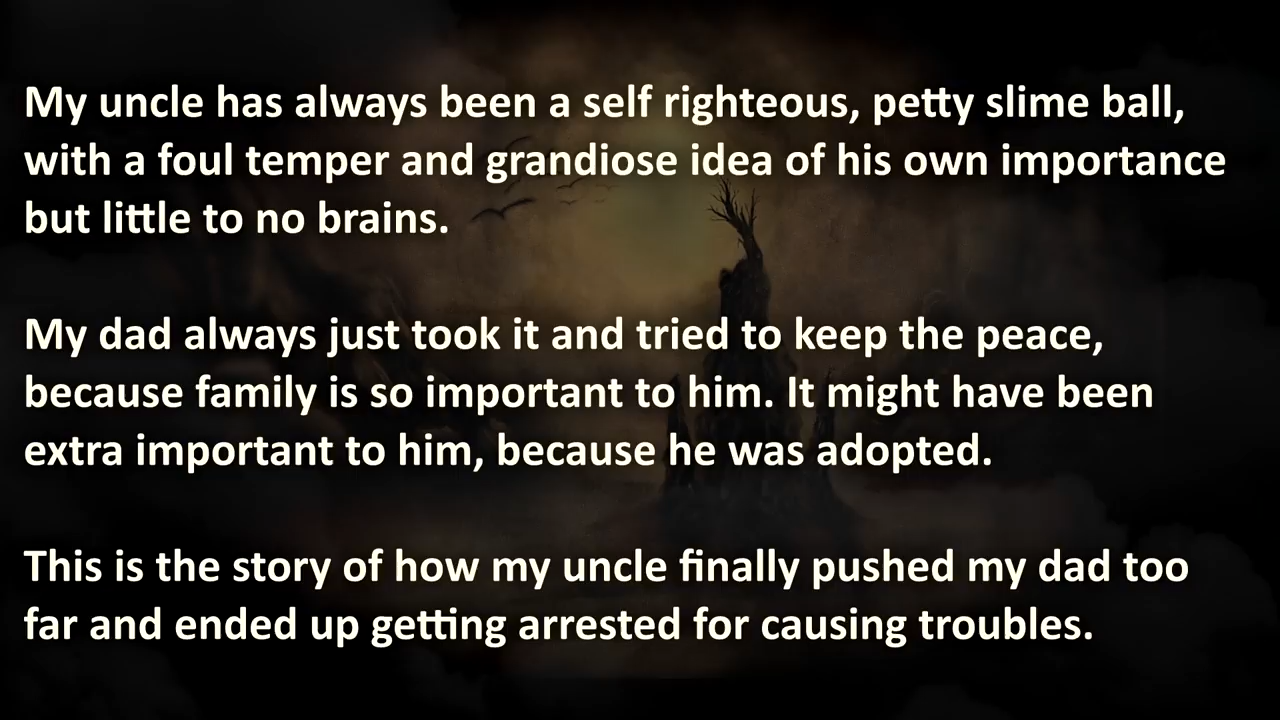 My uncle has always been a self righteous, petty slime ball,
with a foul temper and grandiose idea of his own importance
but little to no brains.
My dad always just took it and tried to keep the peace,
because family is so important to him. It might have been
extra important to him, because he was adopted.
This is the story of how my uncle finally pushed my dad too
far and ended up getting arrested for causing troubles.